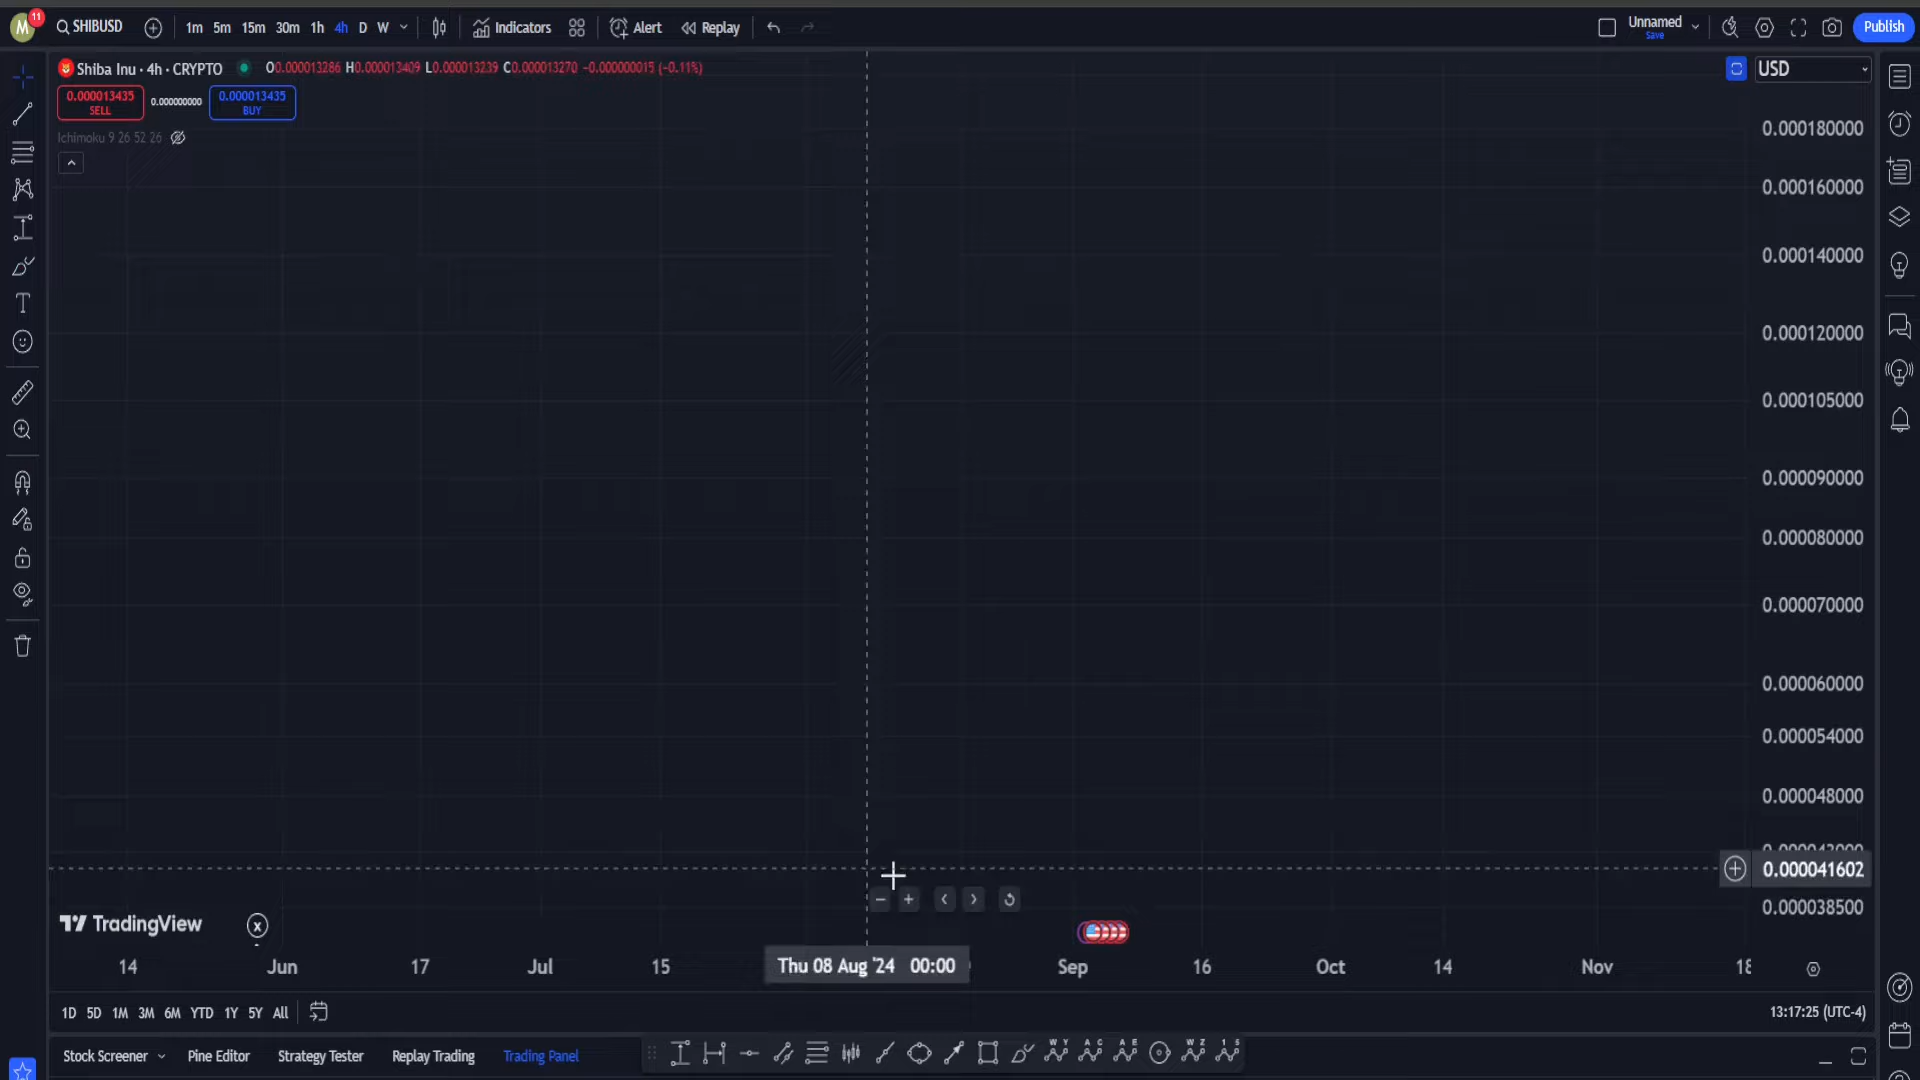 M 11 SHIBUSD 1m 5m 15m 30m 1h 4h D W Indicators Alert Replay Unnamed Save Publish
Shiba Inu · 4h · CRYPTO O0.000013286 H0.000013409 L0.000013239 C0.000013270 -0.000000015 (-0.11%) USD
0.000013435 SELL 0.000000000 0.000013435 BUY
Ichimoku 9 26 52 26
0.000180000
0.000160000
0.000140000
0.000120000
0.000105000
0.000090000
0.000080000
0.000070000
0.000060000
0.000054000
0.000048000
0.000041602
0.000038500
TradingView
14 Jun 17 Jul 15 Thu 08 Aug '24 00:00 Sep 16 Oct 14 Nov 18
1D 5D 1M 3M 6M YTD 1Y 5Y All 13:17:25 (UTC-4)
Stock Screener Pine Editor Strategy Tester Replay Trading Trading Panel